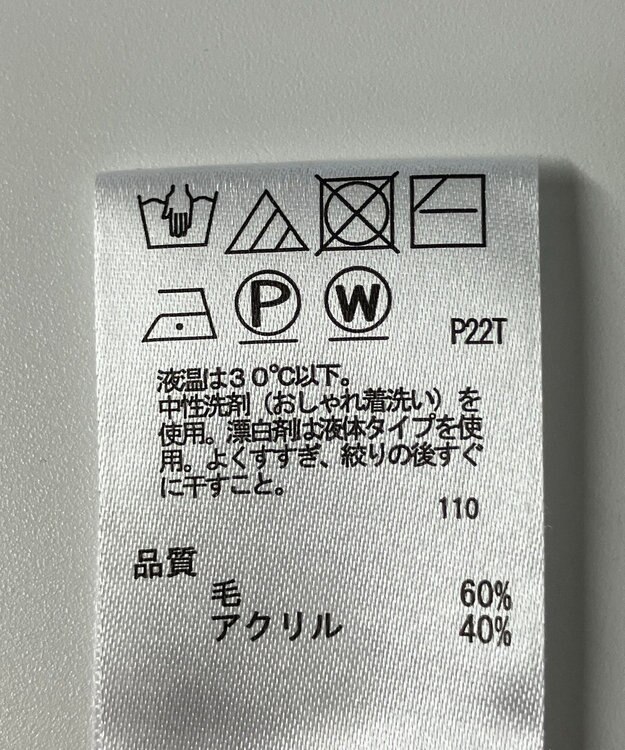 P W P22T
液温は30℃以下。
中性洗剤（おしゃれ着洗い）を
使用。漂白剤は液体タイプを使
用。よくすすぎ、絞りの後すぐ
に干すこと。
110
品質
毛 60%
アクリル 40%